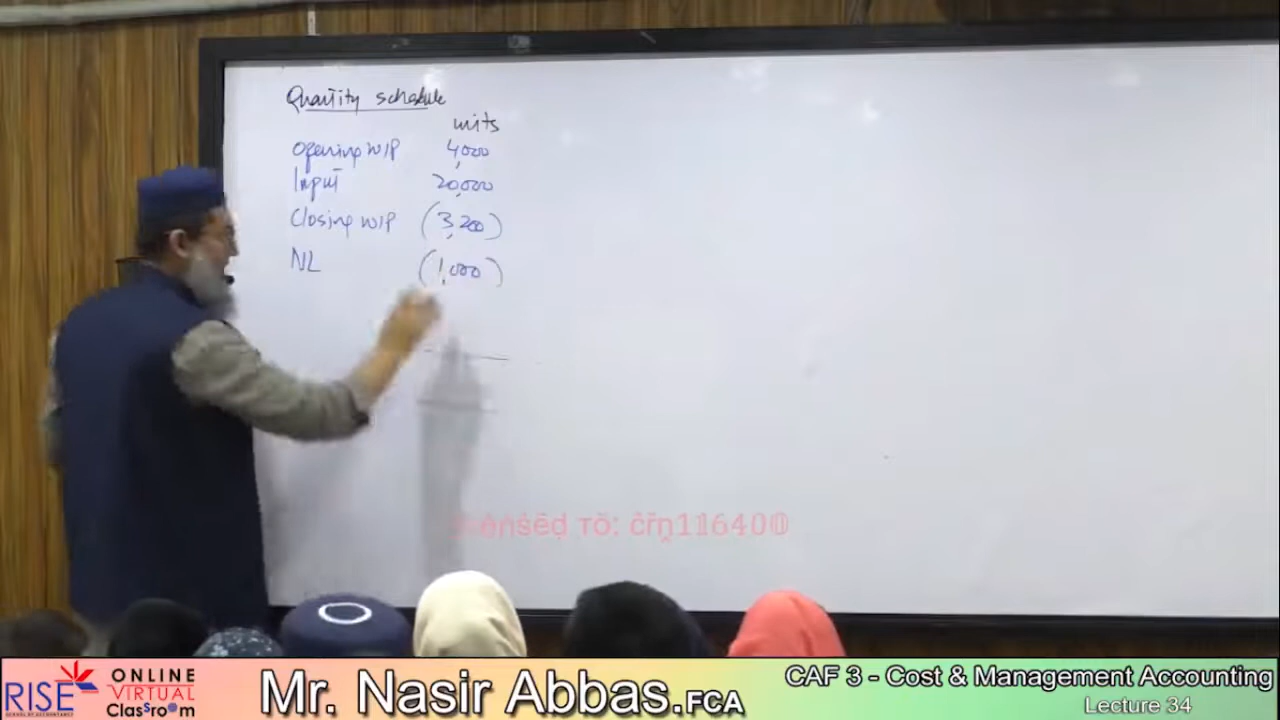 Quantity schedule
units
Opening WIP 4,000
Input 20,000
Closing WIP (3,200)
NL (1,000)
RISE
ONLINE
VIRTUAL
ClasSro@m
Mr. Nasir Abbas.FCA
CAF 3 - Cost & Management Accounting
Lecture 34